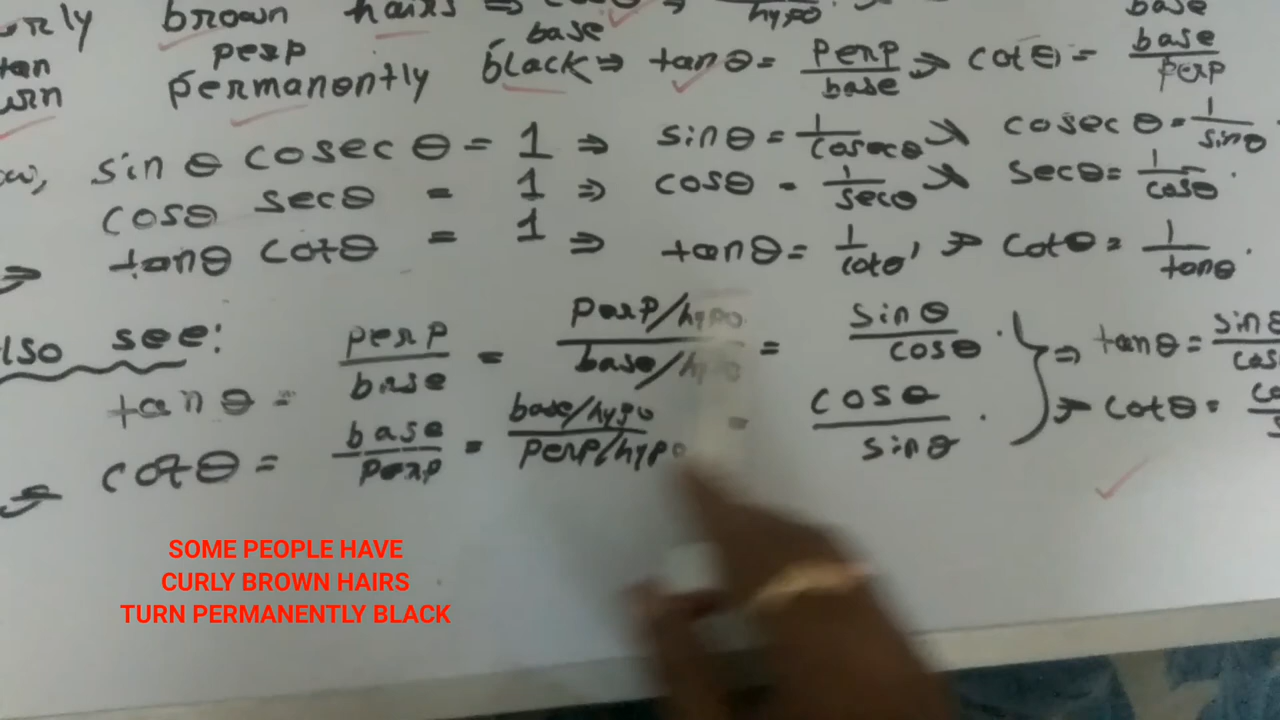 brown hairs ⇒ hypo base
tan perp base
permanently black ⇒ tanθ = perp/base ⇒ cotθ = base/perp
sinθ cosecθ = 1 ⇒ sinθ = 1/cosecθ ⇒ cosecθ = 1/sinθ.
cosθ secθ = 1 ⇒ cosθ = 1/secθ ⇒ secθ = 1/cosθ.
⇒ tanθ cotθ = 1 ⇒ tanθ = 1/cotθ, ⇒ cotθ = 1/tanθ.
see:
tanθ = perp/base = (perp/hypo)/(base/hypo) = sinθ/cosθ. } ⇒ tanθ =
⇒ cotθ = base/perp = (base/hypo)/(perp/hypo) = cosθ/sinθ. ⇒ cotθ =
SOME PEOPLE HAVE
CURLY BROWN HAIRS
TURN PERMANENTLY BLACK